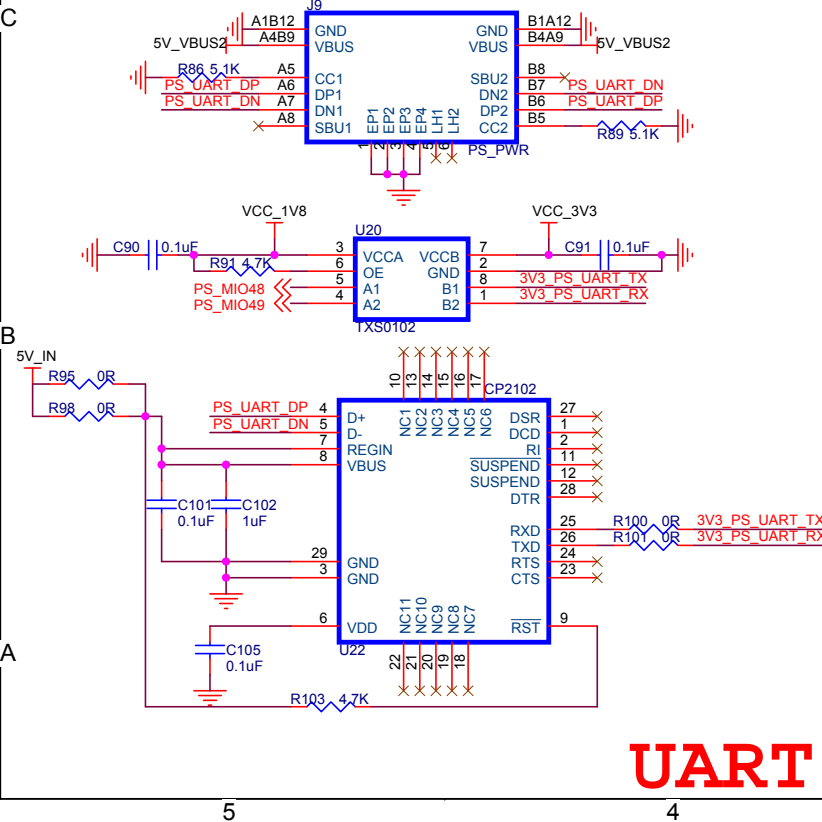 C
J9
A1B12 GND GND B1A12
5V_VBUS2 A4B9 VBUS VBUS B4A9 5V_VBUS2
R86 5.1K A5 CC1 SBU2 B8
PS_UART_DP A6 DP1 DN2 B7 PS_UART_DN
PS_UART_DN A7 DN1 DP2 B6 PS_UART_DP
A8 SBU1 CC2 B5 R89 5.1K
EP1 EP2 EP3 EP4 LH1 LH2
1 2 3 4 5 6
PS_PWR
VCC_1V8 VCC_3V3
U20
C90 0.1uF 3 VCCA VCCB 7 C91 0.1uF
R91 4.7K 6 OE GND 2
PS_MIO48 5 A1 B1 8 3V3_PS_UART_TX
PS_MIO49 4 A2 B2 1 3V3_PS_UART_RX
TXS0102
B
5V_IN
R95 0R
R98 0R
10 13 14 15 16 17
CP2102
NC1 NC2 NC3 NC4 NC5 NC6
PS_UART_DP 4 D+ DSR 27
PS_UART_DN 5 D- DCD 1
7 REGIN RI 2
8 VBUS SUSPEND 11
SUSPEND 12
DTR 28
C101 0.1uF
C102 1uF
RXD 25 R100 0R 3V3_PS_UART_TX
TXD 26 R101 0R 3V3_PS_UART_RX
29 GND RTS 24
3 GND CTS 23
6 VDD RST 9
NC11 NC10 NC9 NC8 NC7
U22
22 21 20 19 18
A
C105
0.1uF
R103 4.7K
UART
5 4